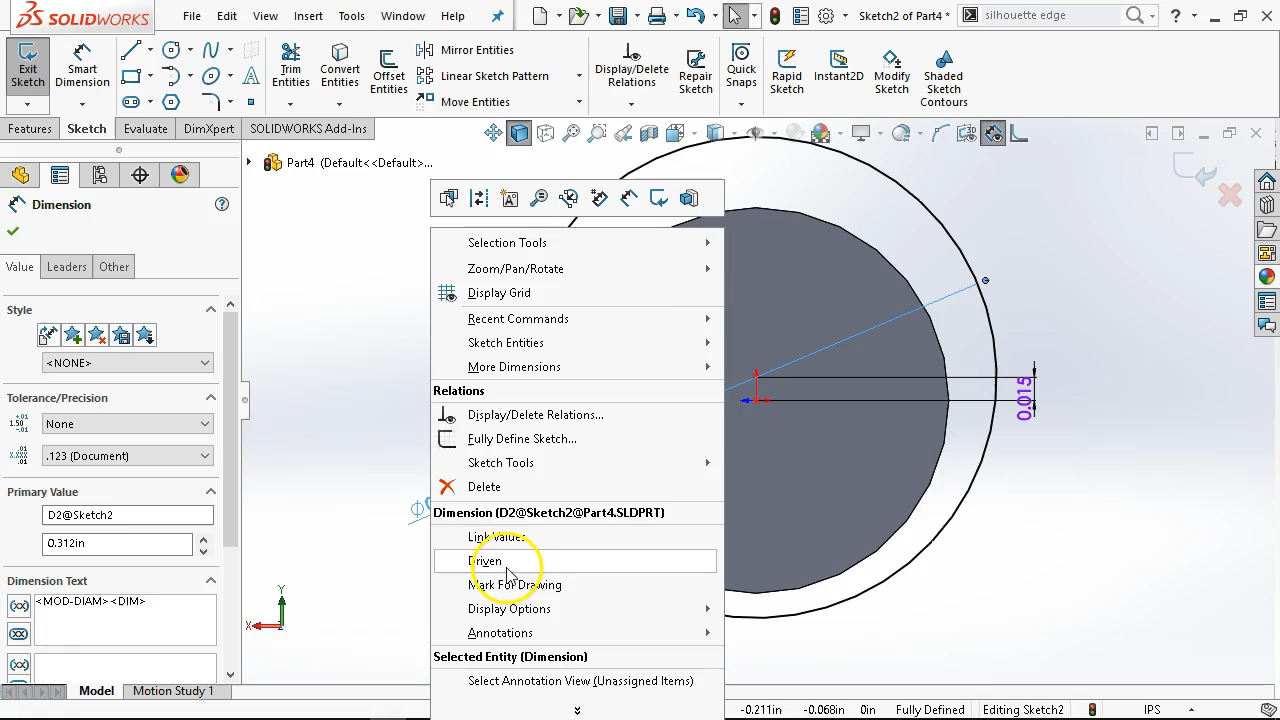 SOLIDWORKS File Edit View Insert Tools Window Help Sketch2 of Part4 * silhouette edge ?
Exit Sketch Smart Dimension Trim Entities Convert Entities Offset Entities Mirror Entities Linear Sketch Pattern Move Entities Display/Delete Relations Repair Sketch Quick Snaps Rapid Sketch Instant2D Modify Sketch Shaded Sketch Contours
Features Sketch Evaluate DimXpert SOLIDWORKS Add-Ins
Part4 (Default<<Default>...
Dimension
Value Leaders Other
Style
<NONE>
Tolerance/Precision
None
.123 (Document)
Primary Value
D2@Sketch2
0.312in
Dimension Text
<MOD-DIAM><DIM>
Selection Tools
Zoom/Pan/Rotate
Display Grid
Recent Commands
Sketch Entities
More Dimensions
Relations
Display/Delete Relations...
Fully Define Sketch...
Sketch Tools
Delete
Dimension (D2@Sketch2@Part4.SLDPRT)
Link Values
Driven
Mark For Drawing
Display Options
Annotations
Selected Entity (Dimension)
Select Annotation View (Unassigned Items)
0.015
Y
X
Model Motion Study 1
-0.211in -0.068in 0in Fully Defined Editing Sketch2 IPS